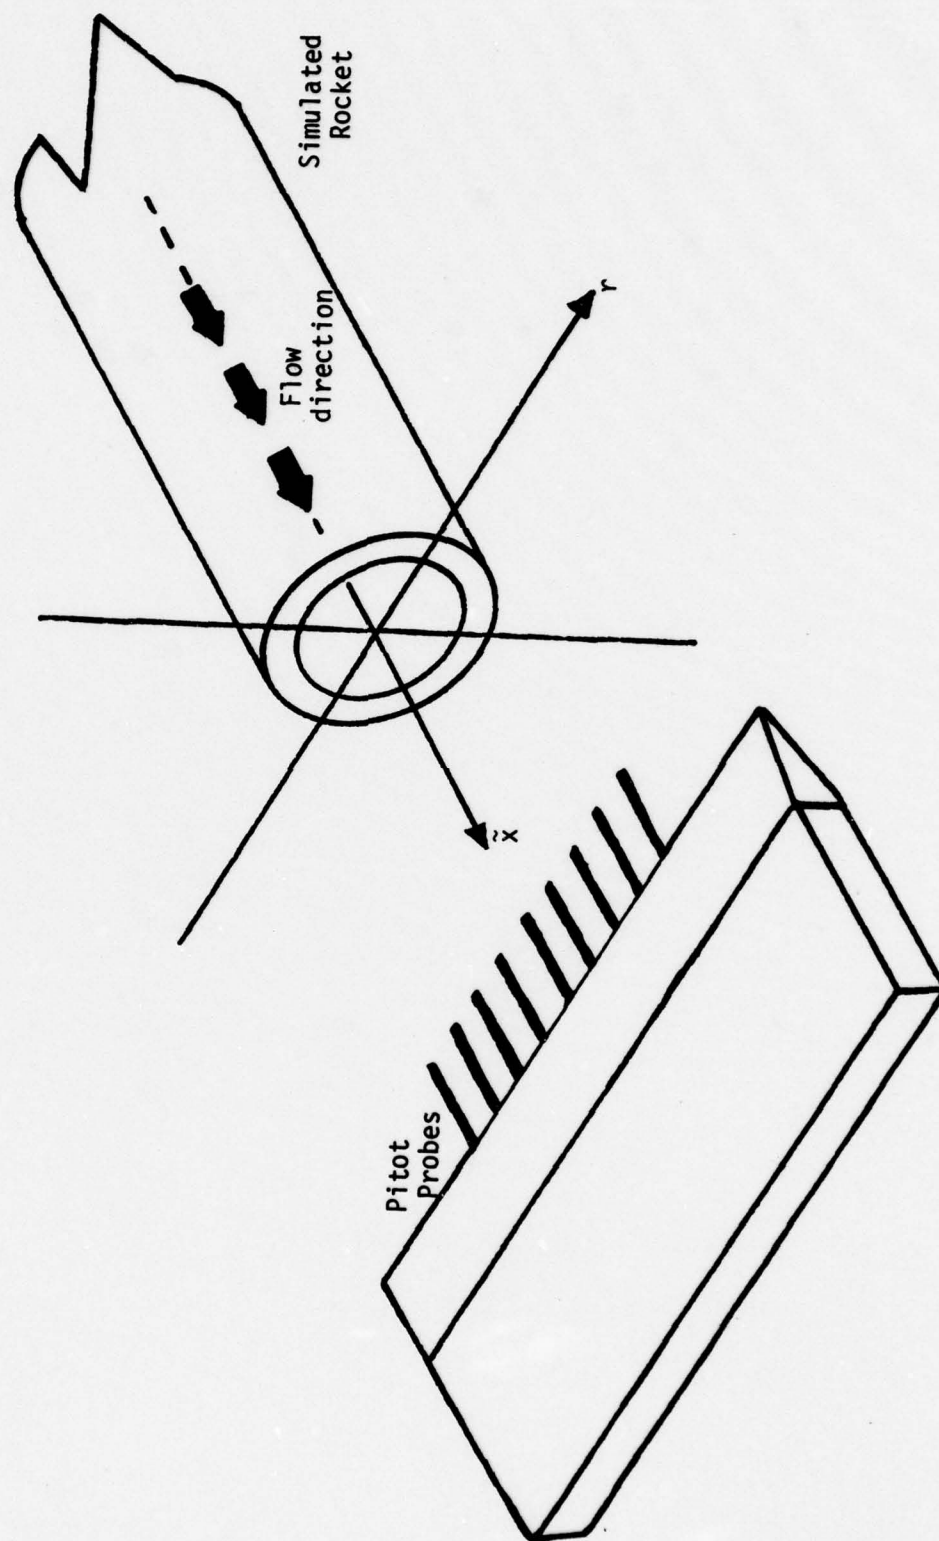 Simulated
Rocket
Flow
direction
r
x̃
Pitot
Probes